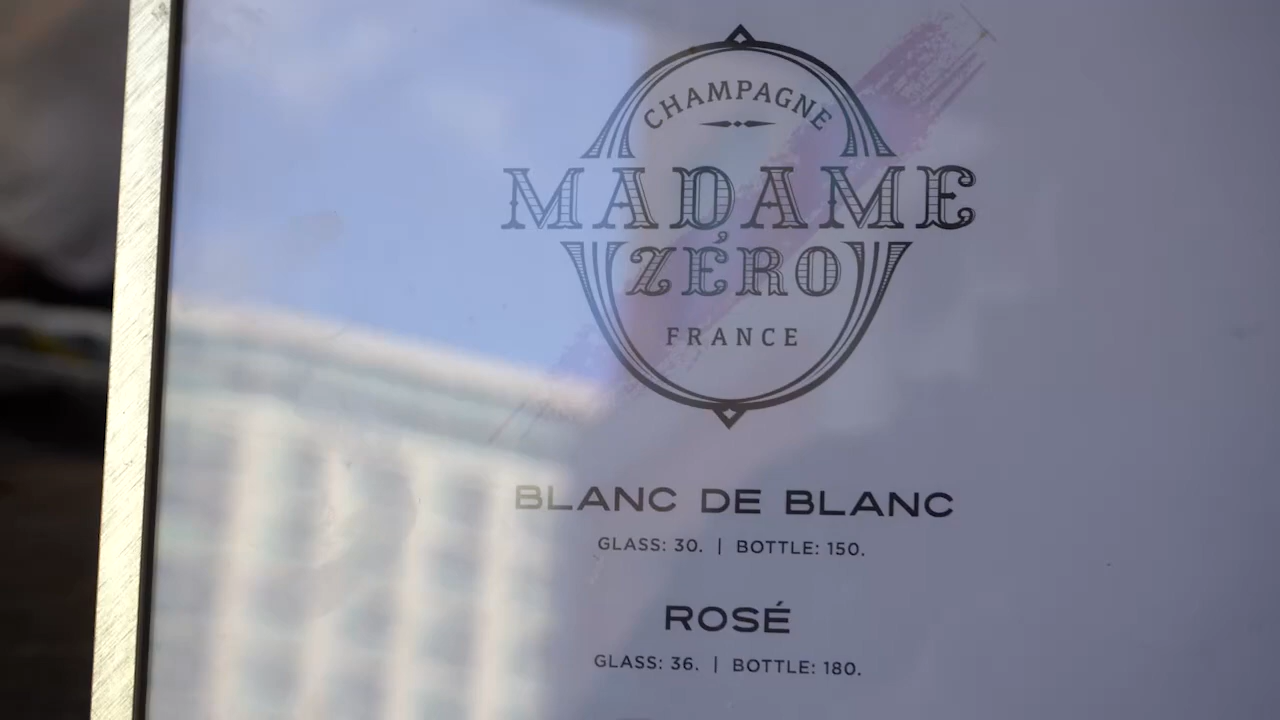 CHAMPAGNE
MADAME
ZÉRO
FRANCE
BLANC DE BLANC
GLASS: 30. | BOTTLE: 150.
ROSÉ
GLASS: 36. | BOTTLE: 180.